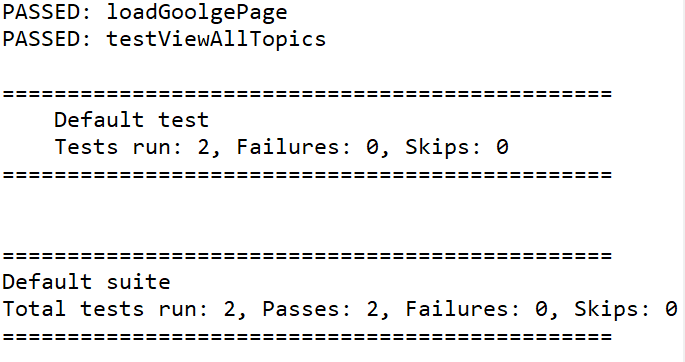 PASSED: loadGoolgePage
PASSED: testViewAllTopics
===============================================
Default test
Tests run: 2, Failures: 0, Skips: 0
===============================================
===============================================
Default suite
Total tests run: 2, Passes: 2, Failures: 0, Skips: 0
===============================================